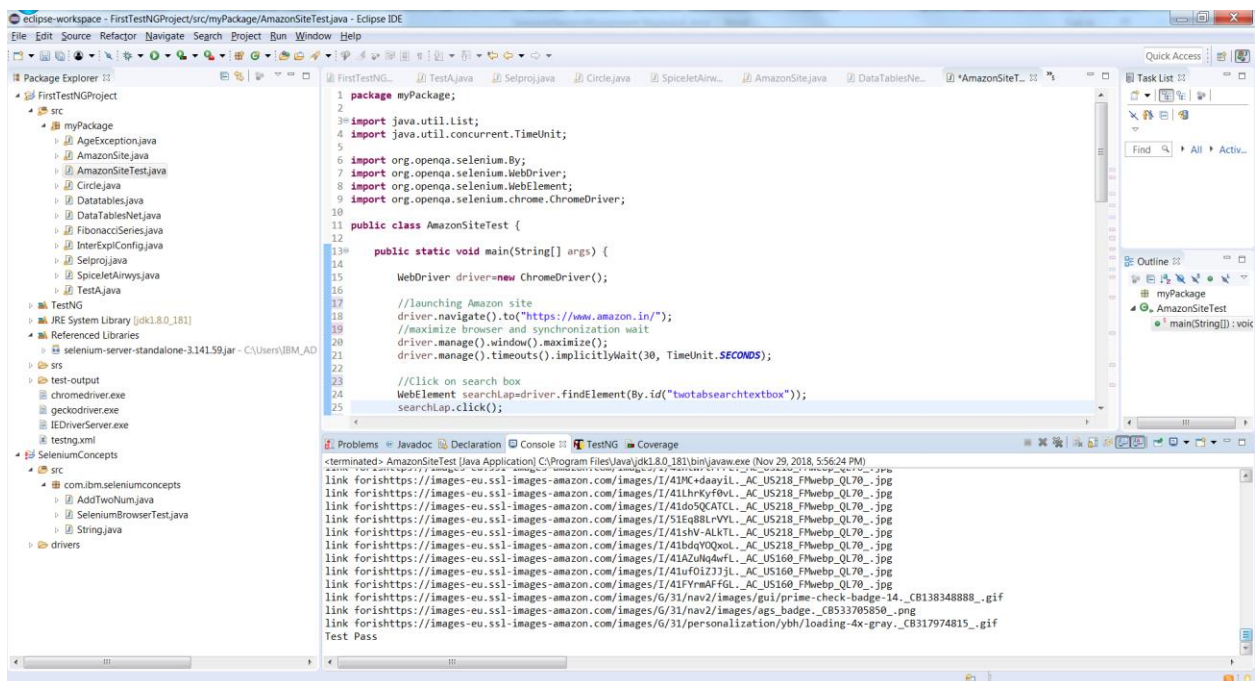 eclipse-workspace - FirstTestNGProject/src/myPackage/AmazonSiteTest.java - Eclipse IDE
File Edit Source Refactor Navigate Search Project Run Window Help
Quick Access
Package Explorer
FirstTestNGProject
src
myPackage
AgeException.java
AmazonSite.java
AmazonSiteTest.java
Circle.java
Datatables.java
DataTablesNet.java
FibonacciSeries.java
InterExplConfig.java
Selproj.java
SpiceJetAirwys.java
TestA.java
TestNG
JRE System Library [jdk1.8.0_181]
Referenced Libraries
selenium-server-standalone-3.141.59.jar - C:\Users\IBM_AD
srs
test-output
chromedriver.exe
geckodriver.exe
IEDriverServer.exe
testng.xml
SeleniumConcepts
src
com.ibm.seleniumconcepts
AddTwoNum.java
SeleniumBrowserTest.java
String.java
drivers
FirstTestNG... TestA.java Selproj.java Circle.java SpiceJetAirw... AmazonSite.java DataTablesNe... *AmazonSiteT... 5
1 package myPackage;
2
3 import java.util.List;
4 import java.util.concurrent.TimeUnit;
5
6 import org.openqa.selenium.By;
7 import org.openqa.selenium.WebDriver;
8 import org.openqa.selenium.WebElement;
9 import org.openqa.selenium.chrome.ChromeDriver;
10
11 public class AmazonSiteTest {
12
13 public static void main(String[] args) {
14
15 WebDriver driver=new ChromeDriver();
16
17 //launching Amazon site
18 driver.navigate().to("https://www.amazon.in/");
19 //maximize browser and synchronization wait
20 driver.manage().window().maximize();
21 driver.manage().timeouts().implicitlyWait(30, TimeUnit.SECONDS);
22
23 //Click on search box
24 WebElement searchLap=driver.findElement(By.id("twotabsearchtextbox"));
25 searchLap.click();
Task List
Find All Activ...
Outline
myPackage
AmazonSiteTest
main(String[]) : void
Problems Javadoc Declaration Console TestNG Coverage
<terminated> AmazonSiteTest [Java Application] C:\Program Files\Java\jdk1.8.0_181\bin\javaw.exe (Nov 29, 2018, 5:56:24 PM)
link forishttps://images-eu.ssl-images-amazon.com/images/I/41MC+daayiL._AC_US218_FMwebp_QL70_.jpg
link forishttps://images-eu.ssl-images-amazon.com/images/I/41LhrKyf0vL._AC_US218_FMwebp_QL70_.jpg
link forishttps://images-eu.ssl-images-amazon.com/images/I/41do5QCATCL._AC_US218_FMwebp_QL70_.jpg
link forishttps://images-eu.ssl-images-amazon.com/images/I/51Eq88LrVYL._AC_US218_FMwebp_QL70_.jpg
link forishttps://images-eu.ssl-images-amazon.com/images/I/41shV-ALkTL._AC_US218_FMwebp_QL70_.jpg
link forishttps://images-eu.ssl-images-amazon.com/images/I/41bdqYOQxoL._AC_US218_FMwebp_QL70_.jpg
link forishttps://images-eu.ssl-images-amazon.com/images/I/41AZuNq4wfL._AC_US160_FMwebp_QL70_.jpg
link forishttps://images-eu.ssl-images-amazon.com/images/I/41ufOiZJJjL._AC_US160_FMwebp_QL70_.jpg
link forishttps://images-eu.ssl-images-amazon.com/images/I/41FYrmAFfGL._AC_US160_FMwebp_QL70_.jpg
link forishttps://images-eu.ssl-images-amazon.com/images/G/31/nav2/images/gui/prime-check-badge-14._CB138348888_.gif
link forishttps://images-eu.ssl-images-amazon.com/images/G/31/nav2/images/ags_badge._CB533705850_.png
link forishttps://images-eu.ssl-images-amazon.com/images/G/31/personalization/ybh/loading-4x-gray._CB317974815_.gif
Test Pass